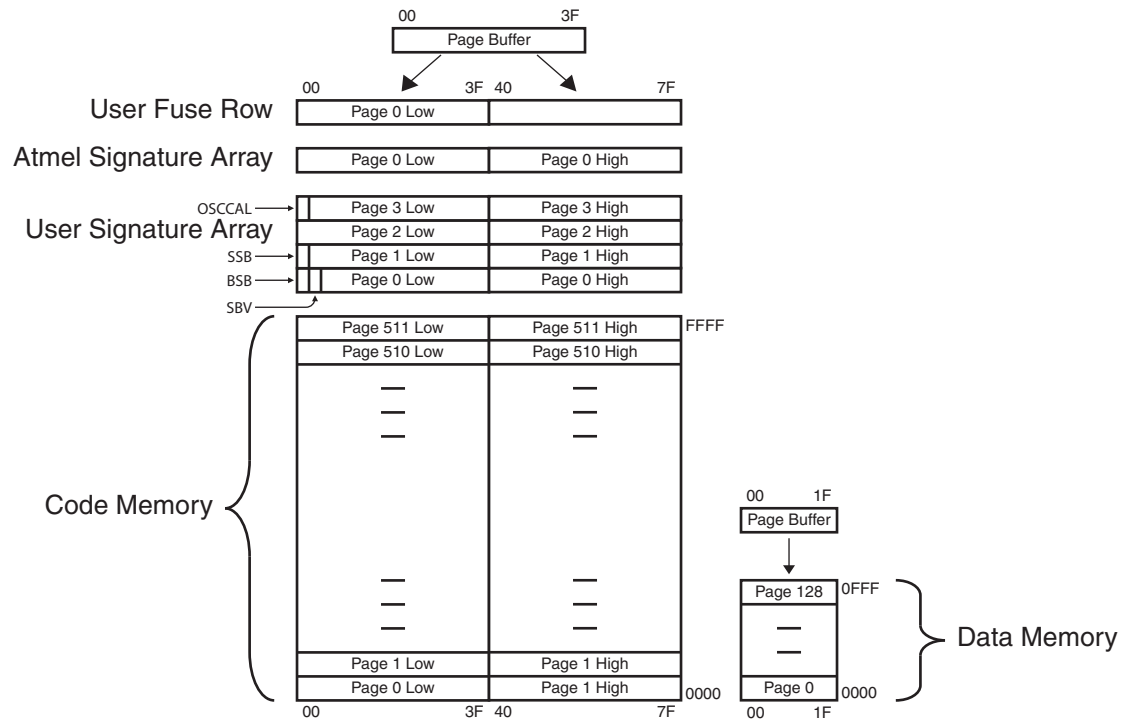 00 3F
Page Buffer
00 3F 40 7F
User Fuse Row Page 0 Low
Atmel Signature Array Page 0 Low Page 0 High
OSCCAL Page 3 Low Page 3 High
User Signature Array Page 2 Low Page 2 High
SSB Page 1 Low Page 1 High
BSB Page 0 Low Page 0 High
SBV
Page 511 Low Page 511 High FFFF
Page 510 Low Page 510 High
Code Memory
00 1F
Page Buffer
Page 128 0FFF
Data Memory
Page 1 Low Page 1 High
Page 0 Low Page 1 High 0000 Page 0 0000
00 3F 40 7F 00 1F